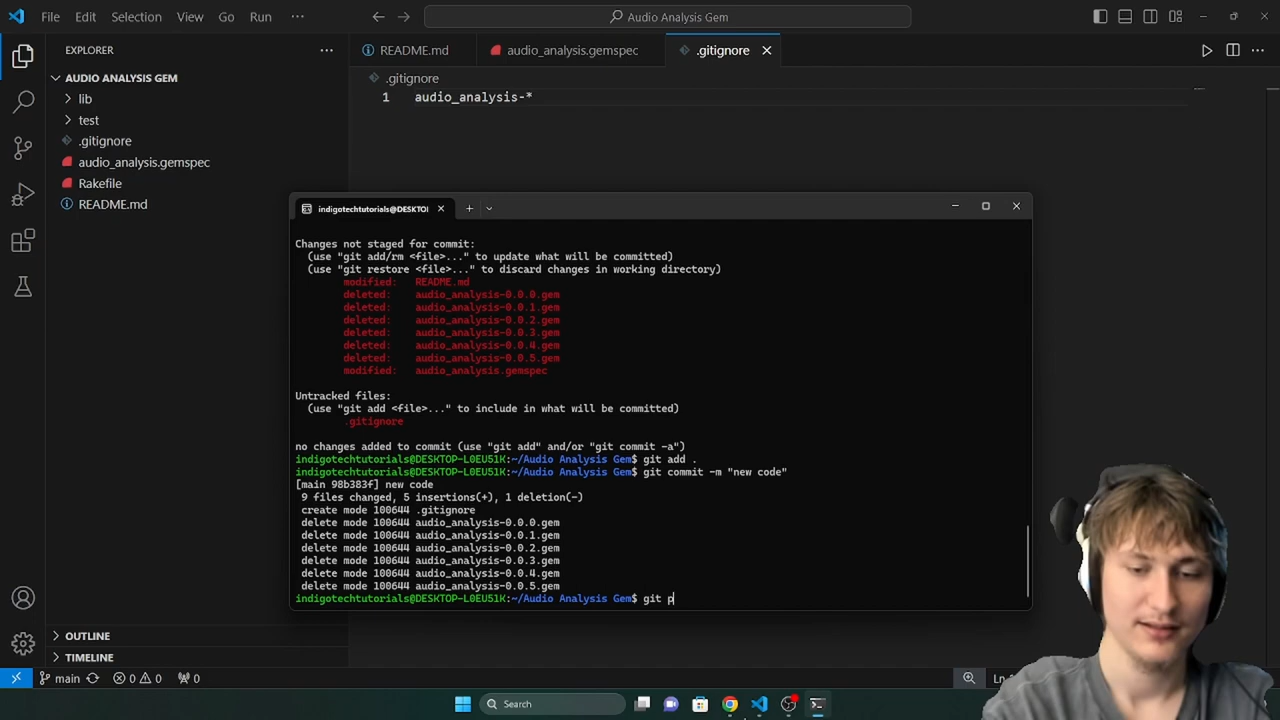 File Edit Selection View Go Run ···
Audio Analysis Gem
EXPLORER ···
README.md
audio_analysis.gemspec
.gitignore
AUDIO ANALYSIS GEM
.gitignore
lib
1 audio_analysis-*
test
.gitignore
audio_analysis.gemspec
Rakefile
README.md
indigotechtutorials@DESKTOI
Changes not staged for commit:
(use "git add/rm <file>..." to update what will be committed)
(use "git restore <file>..." to discard changes in working directory)
modified: README.md
deleted: audio_analysis-0.0.0.gem
deleted: audio_analysis-0.0.1.gem
deleted: audio_analysis-0.0.2.gem
deleted: audio_analysis-0.0.3.gem
deleted: audio_analysis-0.0.4.gem
deleted: audio_analysis-0.0.5.gem
modified: audio_analysis.gemspec
Untracked files:
(use "git add <file>..." to include in what will be committed)
.gitignore
no changes added to commit (use "git add" and/or "git commit -a")
indigotechtutorials@DESKTOP-L0EU51K:~/Audio Analysis Gem$ git add .
indigotechtutorials@DESKTOP-L0EU51K:~/Audio Analysis Gem$ git commit -m "new code"
[main 98b383f] new code
9 files changed, 5 insertions(+), 1 deletion(-)
create mode 100644 .gitignore
delete mode 100644 audio_analysis-0.0.0.gem
delete mode 100644 audio_analysis-0.0.1.gem
delete mode 100644 audio_analysis-0.0.2.gem
delete mode 100644 audio_analysis-0.0.3.gem
delete mode 100644 audio_analysis-0.0.4.gem
delete mode 100644 audio_analysis-0.0.5.gem
indigotechtutorials@DESKTOP-L0EU51K:~/Audio Analysis Gem$ git p
OUTLINE
TIMELINE
main 0 0 0
Search